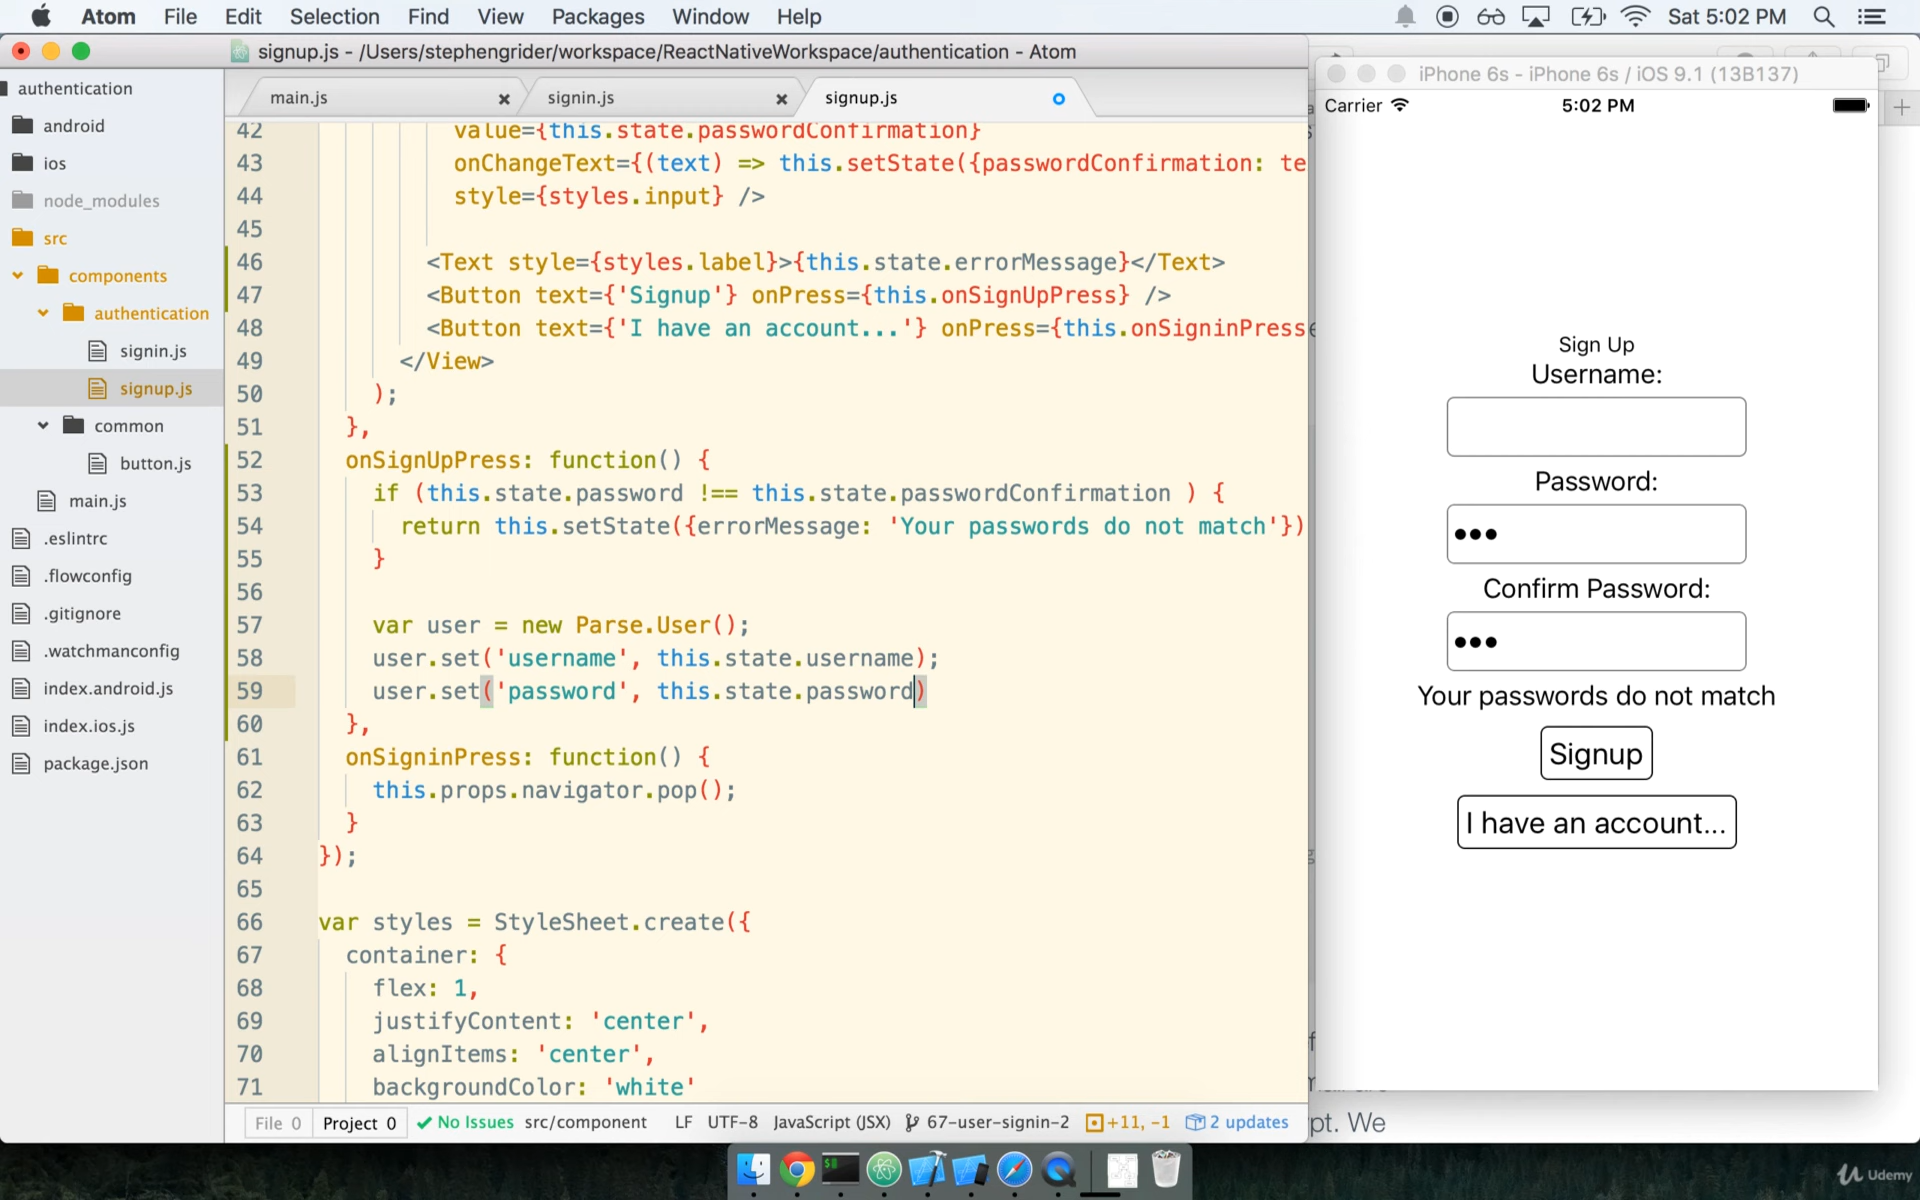 Atom File Edit Selection Find View Packages Window Help Sat 5:02 PM
signup.js - /Users/stephengrider/workspace/ReactNativeWorkspace/authentication - Atom
authentication
android
ios
node_modules
src
components
authentication
signin.js
signup.js
common
button.js
main.js
.eslintrc
.flowconfig
.gitignore
.watchmanconfig
index.android.js
index.ios.js
package.json
main.js
signin.js
signup.js
42 value={this.state.passwordConfirmation}
43 onChangeText={(text) => this.setState({passwordConfirmation: te
44 style={styles.input} />
45
46 <Text style={styles.label}>{this.state.errorMessage}</Text>
47 <Button text={'Signup'} onPress={this.onSignUpPress} />
48 <Button text={'I have an account...'} onPress={this.onSigninPress
49 </View>
50 );
51 },
52 onSignUpPress: function() {
53 if (this.state.password !== this.state.passwordConfirmation ) {
54 return this.setState({errorMessage: 'Your passwords do not match'})
55 }
56
57 var user = new Parse.User();
58 user.set('username', this.state.username);
59 user.set('password', this.state.password)
60 },
61 onSigninPress: function() {
62 this.props.navigator.pop();
63 }
64 });
65
66 var styles = StyleSheet.create({
67 container: {
68 flex: 1,
69 justifyContent: 'center',
70 alignItems: 'center',
71 backgroundColor: 'white'
File 0 Project 0 No Issues src/component LF UTF-8 JavaScript (JSX) 67-user-signin-2 +11, -1 2 updates
iPhone 6s - iPhone 6s / iOS 9.1 (13B137)
Carrier 5:02 PM
Sign Up
Username:
Password:
Confirm Password:
Your passwords do not match
Signup
I have an account...
pt. We
Udemy